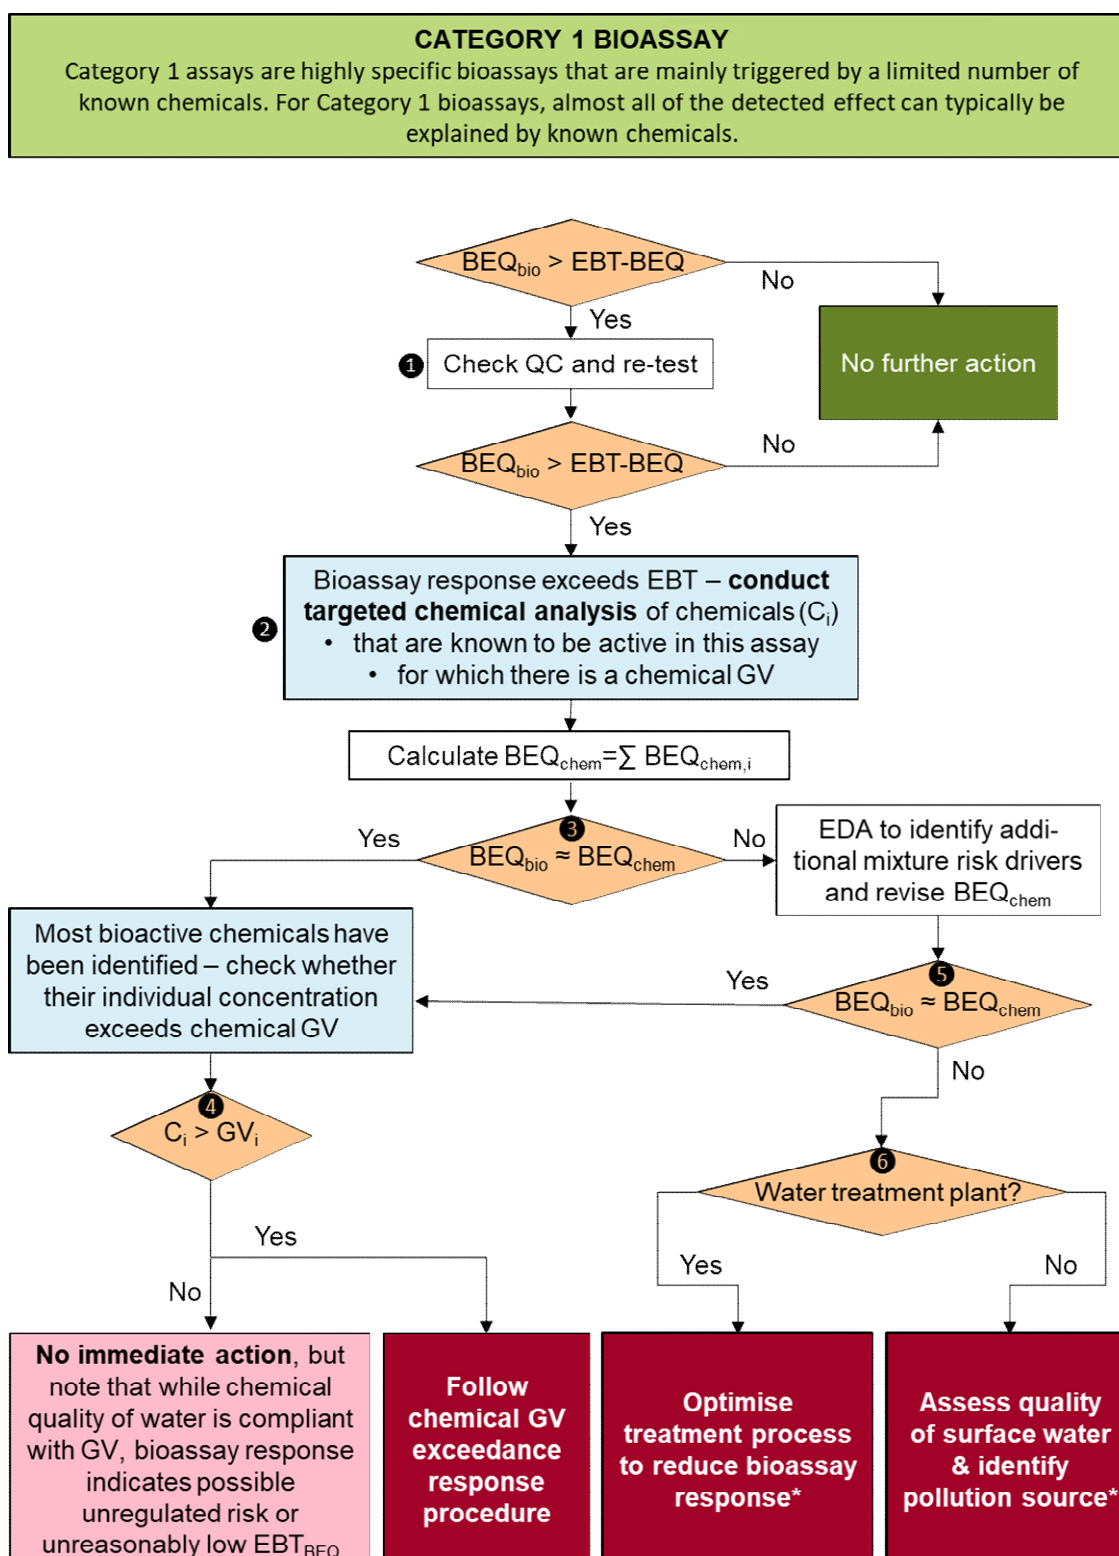 CATEGORY 1 BIOASSAY
Category 1 assays are highly specific bioassays that are mainly triggered by a limited number of
known chemicals. For Category 1 bioassays, almost all of the detected effect can typically be
explained by known chemicals.
BEQbio > EBT-BEQ
No
Yes
No further action
1
Check QC and re-test
BEQbio > EBT-BEQ
No
Yes
2
Bioassay response exceeds EBT – conduct
targeted chemical analysis of chemicals (Ci)
• that are known to be active in this assay
• for which there is a chemical GV
Calculate BEQchem=∑ BEQchem,i
3
BEQbio ≈ BEQchem
Yes
No
EDA to identify addi-
tional mixture risk drivers
and revise BEQchem
Most bioactive chemicals have
been identified – check whether
their individual concentration
exceeds chemical GV
5
BEQbio ≈ BEQchem
Yes
No
4
Ci > GVi
6
Water treatment plant?
Yes
No
Yes
No
No immediate action, but
note that while chemical
quality of water is compliant
with GV, bioassay response
indicates possible
unregulated risk or
unreasonably low EBTBEQ
Follow
chemical GV
exceedance
response
procedure
Optimise
treatment process
to reduce bioassay
response*
Assess quality
of surface water
& identify
pollution source*